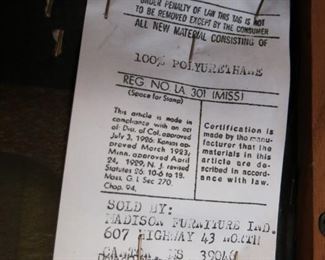 UNDER PENALTY OF LAW THIS TAG IS NOT
TO BE REMOVED EXCEPT BY THE CONSUMER
ALL NEW MATERIAL CONSISTING OF
100% POLYURETHANE
REG. NO. LA. 301 (MISS)
(Space for Stamp)
This article is made in
compliance with an act
of: Dis. of Col. approved
July 3, 1926; Kansas ap-
proved March 1923;
Minn. approved April
24, 1929, N. J. revised
Statutes 26. 10-6 to 18.
Mass. G. L. Sec 270.
Chap. 94.
Certification is
made by the manu-
facturer that the
materials in this
article are de-
scribed in accord-
ance with law.
SOLD BY:
MADISON FURNITURE IND.
607 HIGHWAY 43 NORTH
MS